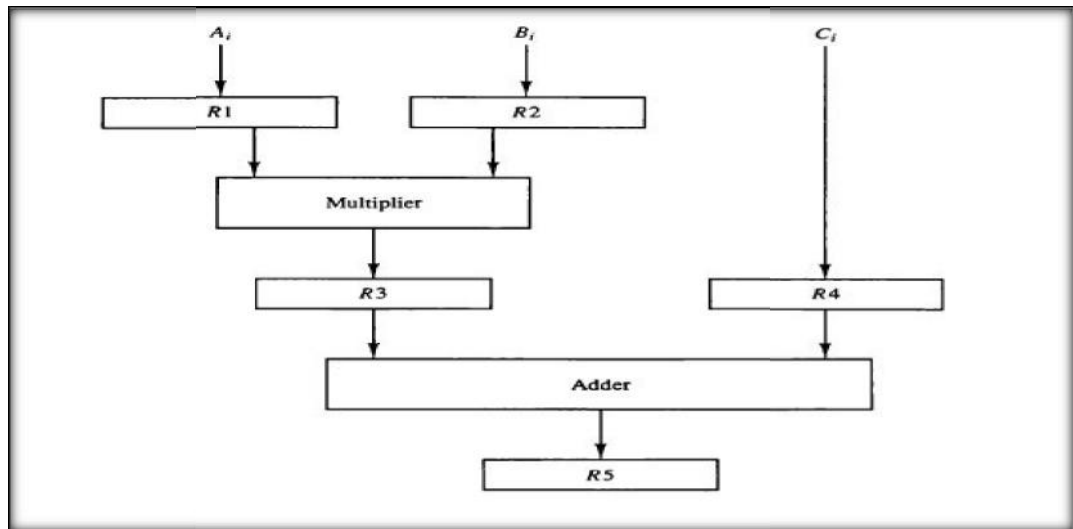 Ai Bi Ci
R1 R2
Multiplier
R3 R4
Adder
R5